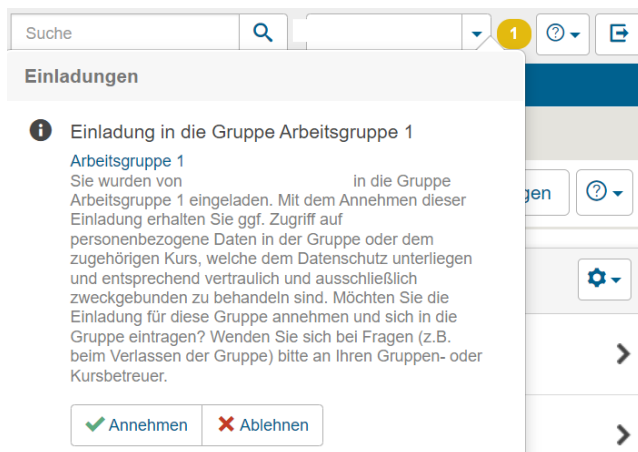 Suche
1
Einladungen
Einladung in die Gruppe Arbeitsgruppe 1
Arbeitsgruppe 1
Sie wurden von in die Gruppe
Arbeitsgruppe 1 eingeladen. Mit dem Annehmen dieser
Einladung erhalten Sie ggf. Zugriff auf
personenbezogene Daten in der Gruppe oder dem
zugehörigen Kurs, welche dem Datenschutz unterliegen
und entsprechend vertraulich und ausschließlich
zweckgebunden zu behandeln sind. Möchten Sie die
Einladung für diese Gruppe annehmen und sich in die
Gruppe eintragen? Wenden Sie sich bei Fragen (z.B.
beim Verlassen der Gruppe) bitte an Ihren Gruppen- oder
Kursbetreuer.
Annehmen Ablehnen
gen